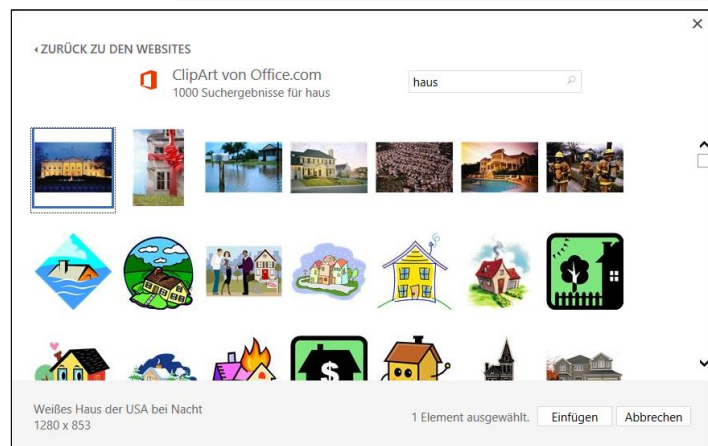 ZURÜCK ZU DEN WEBSITES
ClipArt von Office.com
1000 Suchergebnisse für haus
haus
$
Weißes Haus der USA bei Nacht
1280 x 853
1 Element ausgewählt.
Einfügen
Abbrechen